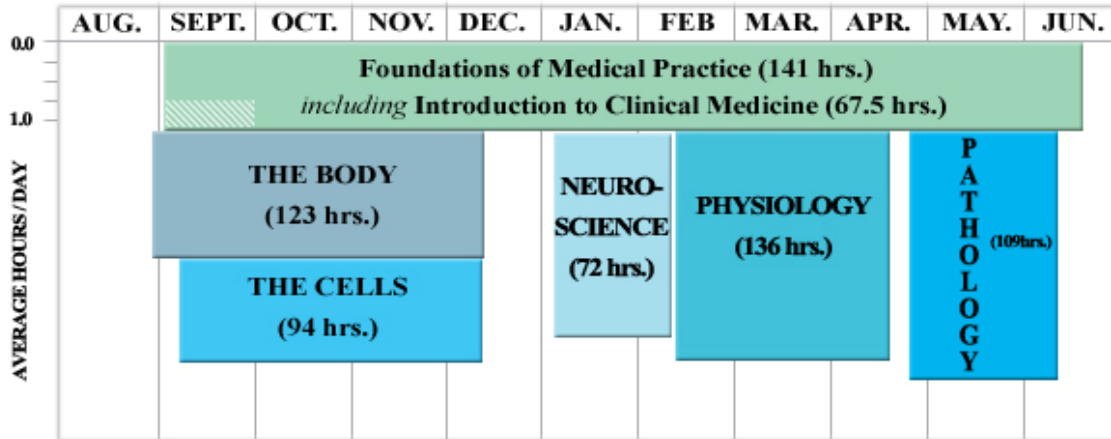 AUG. SEPT. OCT. NOV. DEC. JAN. FEB MAR. APR. MAY. JUN.
0.0
1.0
AVERAGE HOURS/DAY
Foundations of Medical Practice (141 hrs.)
including Introduction to Clinical Medicine (67.5 hrs.)
THE BODY
(123 hrs.)
THE CELLS
(94 hrs.)
NEURO-
SCIENCE
(72 hrs.)
PHYSIOLOGY
(136 hrs.)
PATHOLOGY
(109hrs.)